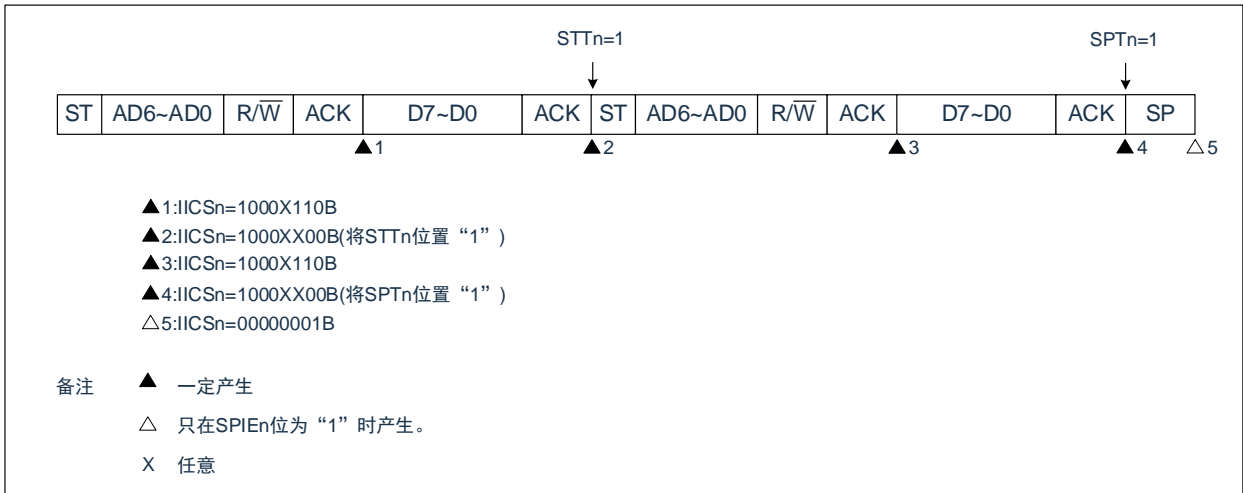 STTn=1 SPTn=1
ST AD6~AD0 R/W̅ ACK D7~D0 ACK ST AD6~AD0 R/W̅ ACK D7~D0 ACK SP
▲1 ▲2 ▲3 ▲4 △5
▲1:IICSn=1000X110B
▲2:IICSn=1000XX00B(将STTn位置“1”)
▲3:IICSn=1000X110B
▲4:IICSn=1000XX00B(将SPTn位置“1”)
△5:IICSn=00000001B
备注 ▲ 一定产生
△ 只在SPIEn位为“1”时产生。
X 任意